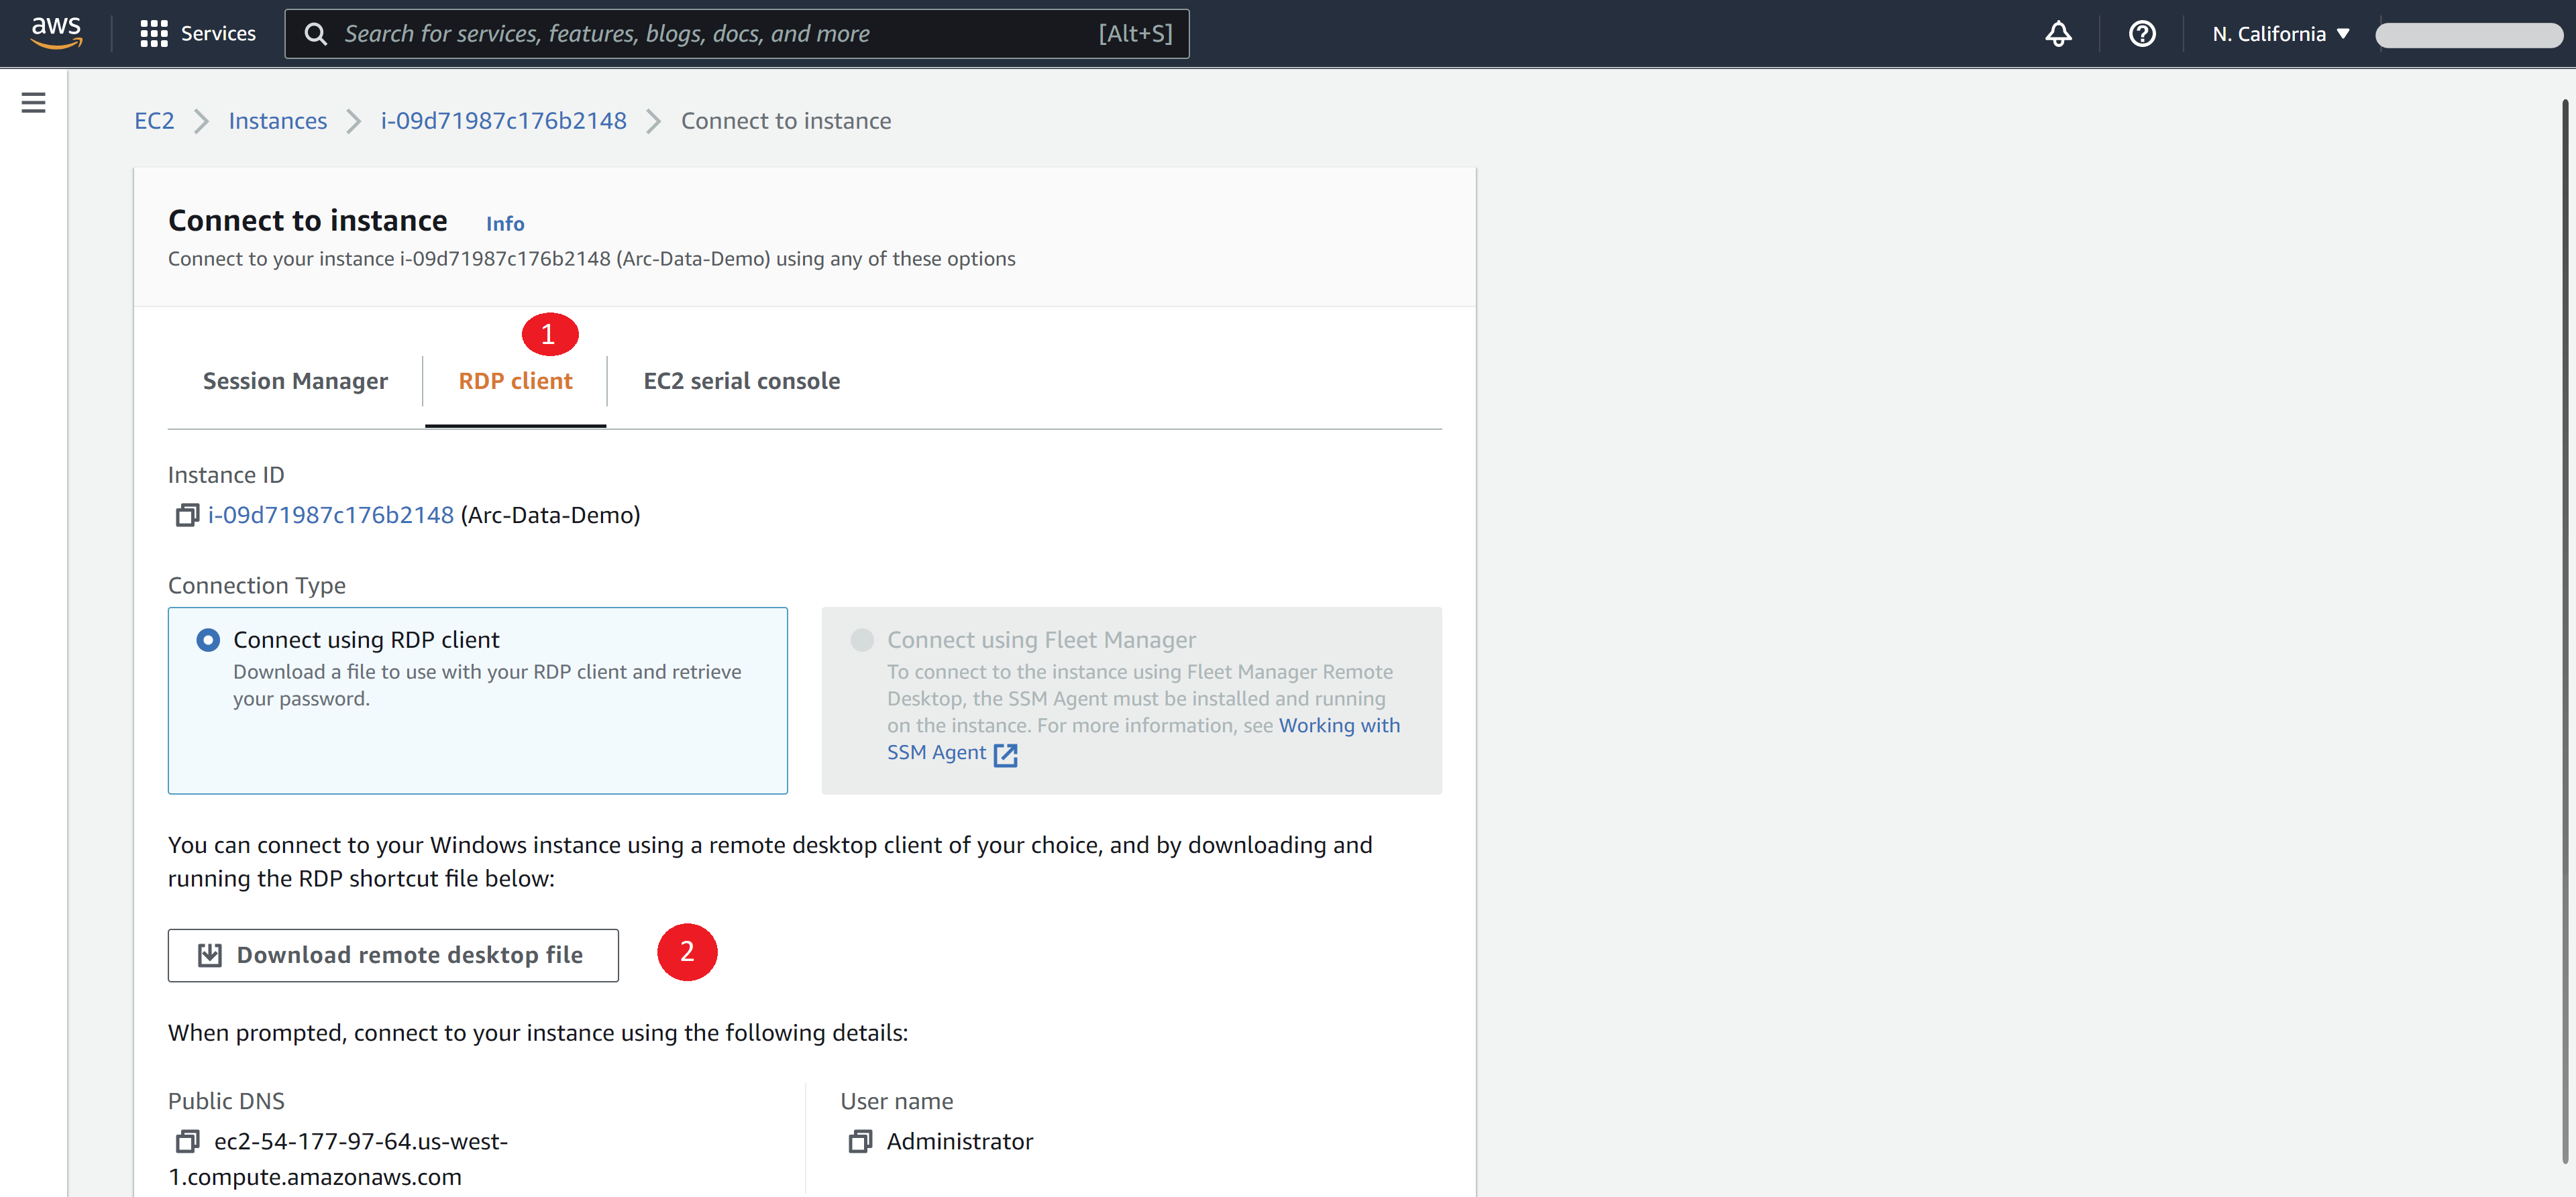 aws
Services
Search for services, features, blogs, docs, and more
[Alt+S]
N. California
EC2
Instances
i-09d71987c176b2148
Connect to instance
Connect to instance
Info
Connect to your instance i-09d71987c176b2148 (Arc-Data-Demo) using any of these options
1
Session Manager
RDP client
EC2 serial console
Instance ID
i-09d71987c176b2148 (Arc-Data-Demo)
Connection Type
Connect using RDP client
Download a file to use with your RDP client and retrieve
your password.
Connect using Fleet Manager
To connect to the instance using Fleet Manager Remote
Desktop, the SSM Agent must be installed and running
on the instance. For more information, see Working with
SSM Agent
You can connect to your Windows instance using a remote desktop client of your choice, and by downloading and
running the RDP shortcut file below:
Download remote desktop file
2
When prompted, connect to your instance using the following details:
Public DNS
ec2-54-177-97-64.us-west-
1.compute.amazonaws.com
User name
Administrator